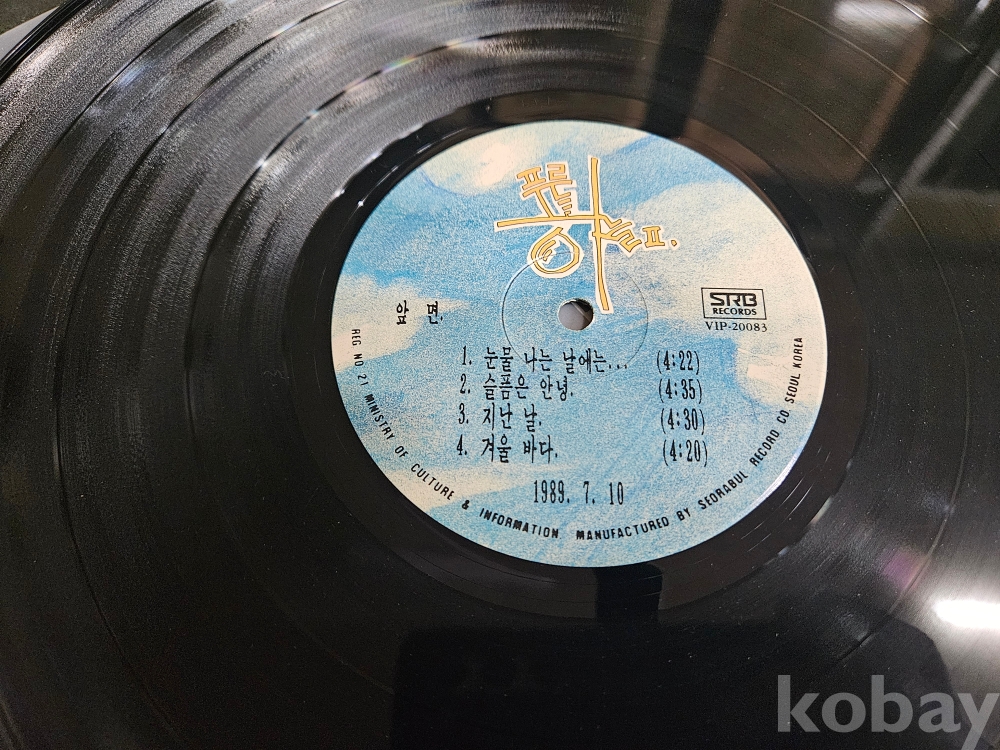 푸른
하늘 II.
SRB
RECORDS
VIP-20083
앞 면.
1. 눈물 나는 날에는... (4:22)
2. 슬픔은 안녕. (4:35)
3. 지난 날. (4:30)
4. 겨울 바다. (4:20)
1989. 7. 10
REG NO 21 MINISTRY OF CULTURE & INFORMATION MANUFACTURED BY SEORABUL RECORD CO SEOUL KOREA
kobay